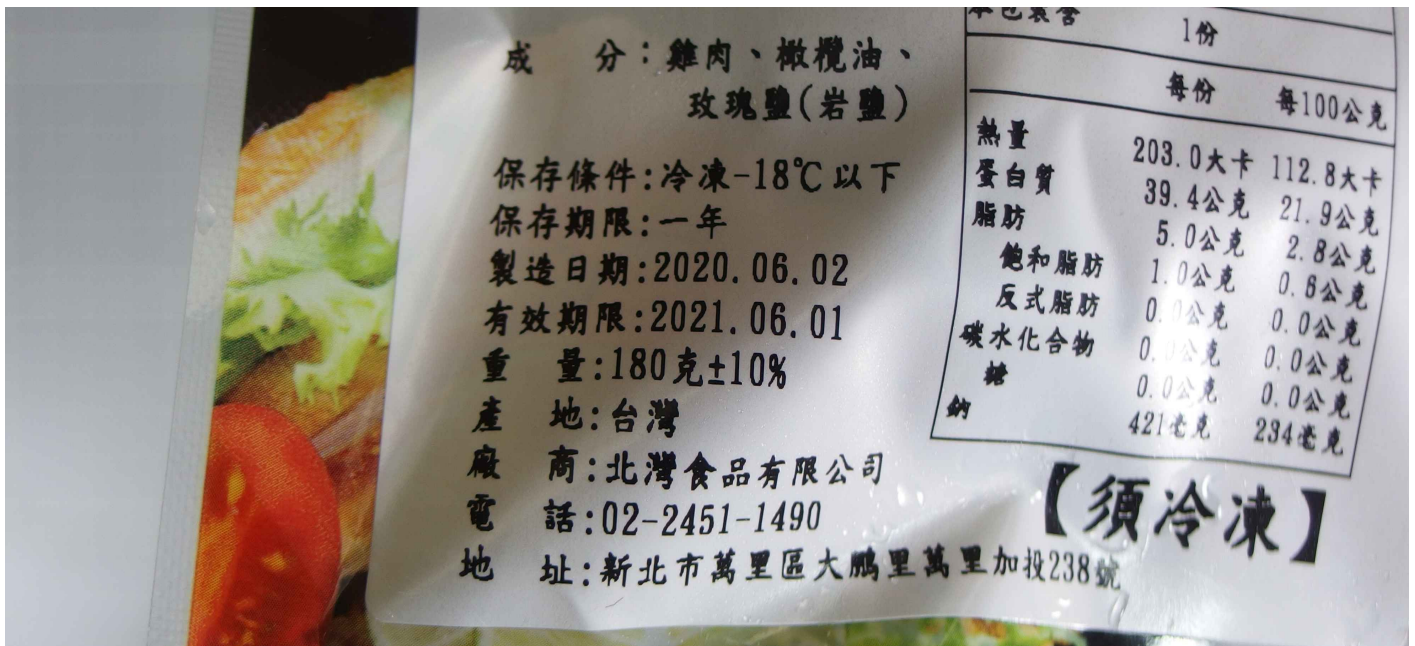 成 分：雞肉、橄欖油、
玫瑰鹽(岩鹽)
保存條件:冷凍-18℃以下
保存期限:一年
製造日期:2020.06.02
有效期限:2021.06.01
重 量:180克±10%
產 地:台灣
廠 商:北灣食品有限公司
電 話:02-2451-1490
地 址:新北市萬里區大鵬里萬里加投238號
本包裝含 1份
每份 每100公克
熱量 203.0大卡 112.8大卡
蛋白質 39.4公克 21.9公克
脂肪 5.0公克 2.8公克
飽和脂肪 1.0公克 0.6公克
反式脂肪 0.0公克 0.0公克
碳水化合物 0.0公克 0.0公克
糖 0.0公克 0.0公克
鈉 421毫克 234毫克
【須冷凍】